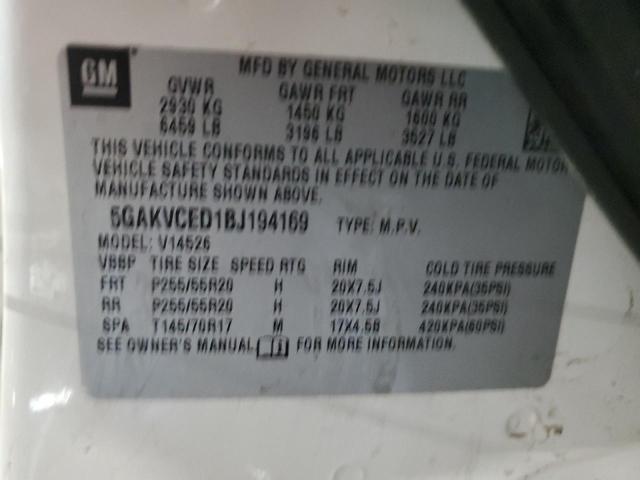 GM
MFD BY GENERAL MOTORS LLC
GVWR GAWR FRT GAWR RR
2930 KG 1450 KG 1600 KG
6459 LB 3196 LB 3527 LB
THIS VEHICLE CONFORMS TO ALL APPLICABLE U.S. FEDERAL MOTOR
VEHICLE SAFETY STANDARDS IN EFFECT ON THE DATE OF
MANUFACTURE SHOWN ABOVE.
5GAKVCED1BJ194169 TYPE: M.P.V.
MODEL: V14526
VBBP TIRE SIZE SPEED RTG RIM COLD TIRE PRESSURE
FRT P255/55R20 H 20X7.5J 240KPA(35PSI)
RR P255/55R20 H 20X7.5J 240KPA(35PSI)
SPA T145/70R17 M 17X4.5B 420KPA(60PSI)
SEE OWNER'S MANUAL FOR MORE INFORMATION.